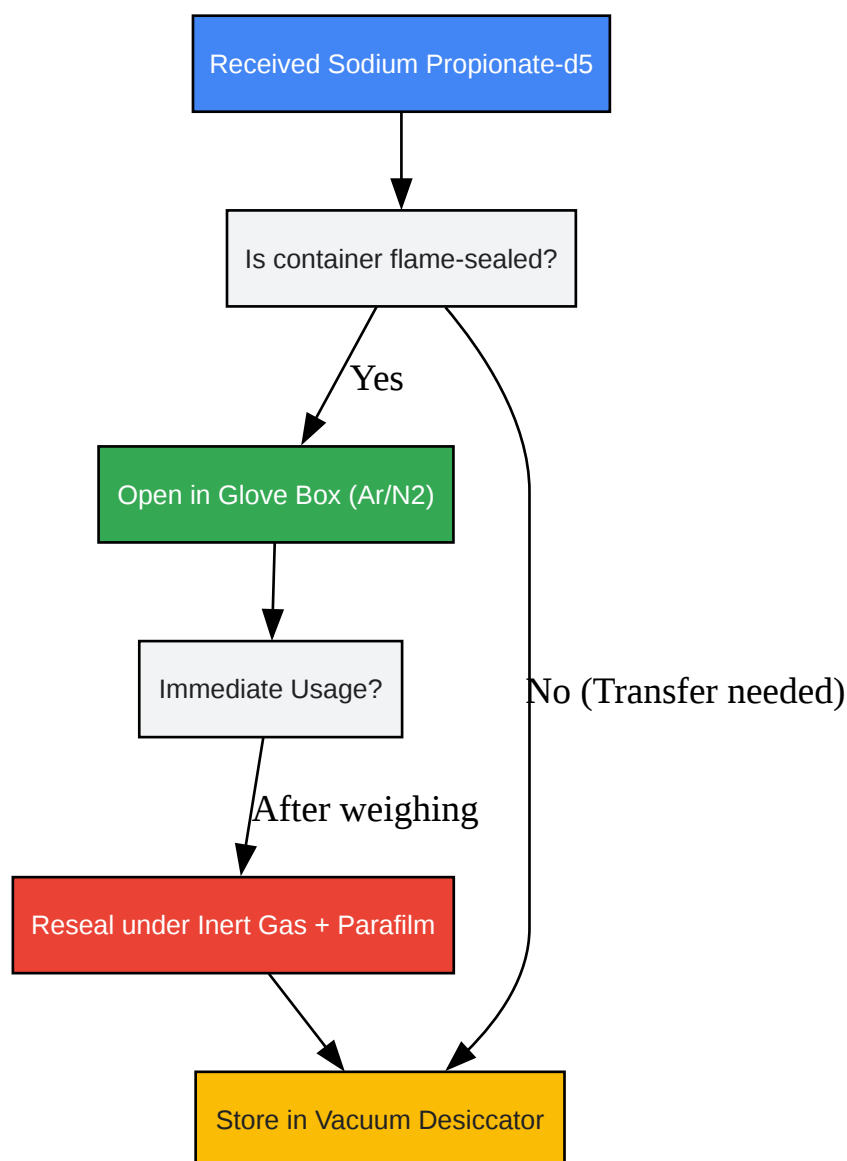 Received Sodium Propionate-d5
Is container flame-sealed?
Yes
Open in Glove Box (Ar/N2)
Immediate Usage?
No (Transfer needed)
After weighing
Reseal under Inert Gas + Parafilm
Store in Vacuum Desiccator